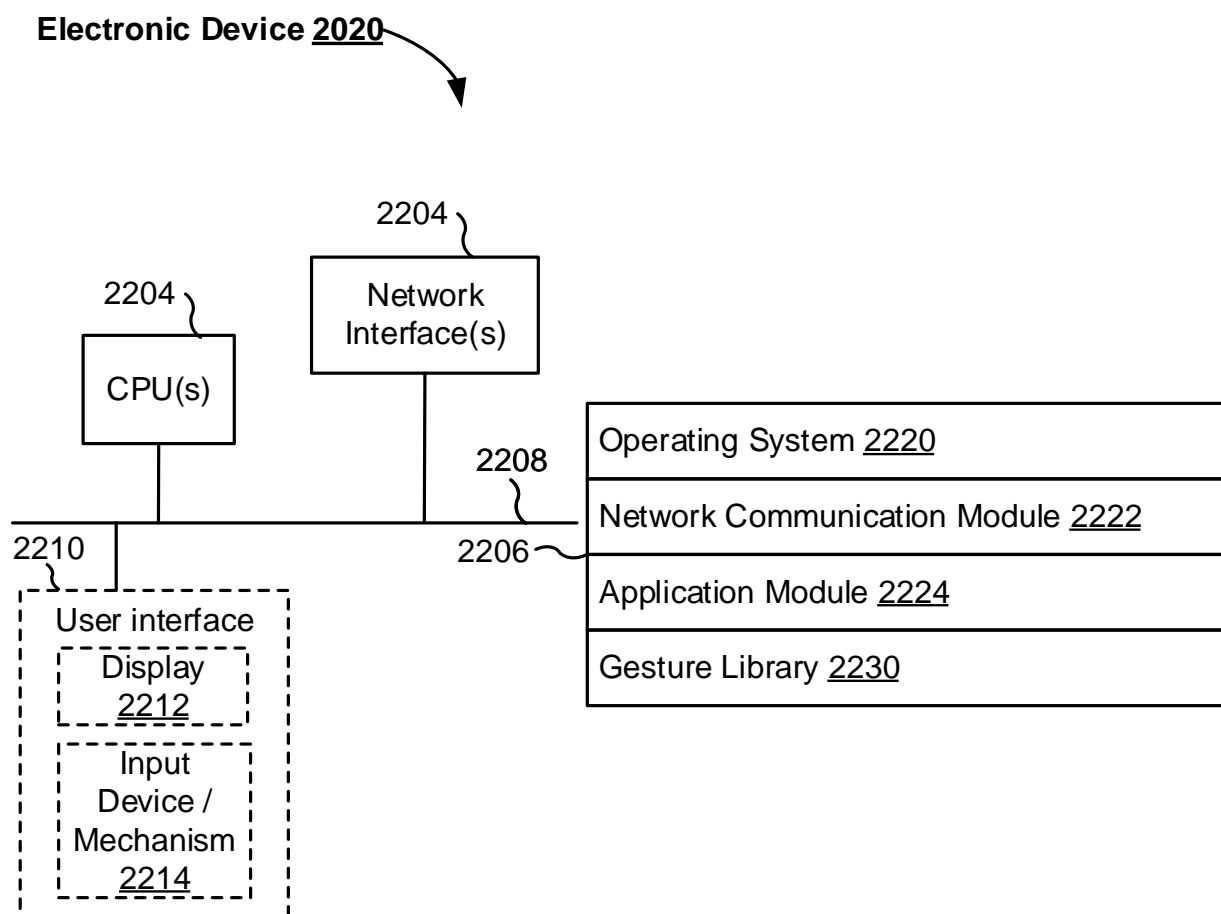 Electronic Device 2020
2204
Network
Interface(s)
2204
CPU(s)
2208
2210
User interface
Display
2212
Input
Device /
Mechanism
2214
2206
Operating System 2220
Network Communication Module 2222
Application Module 2224
Gesture Library 2230